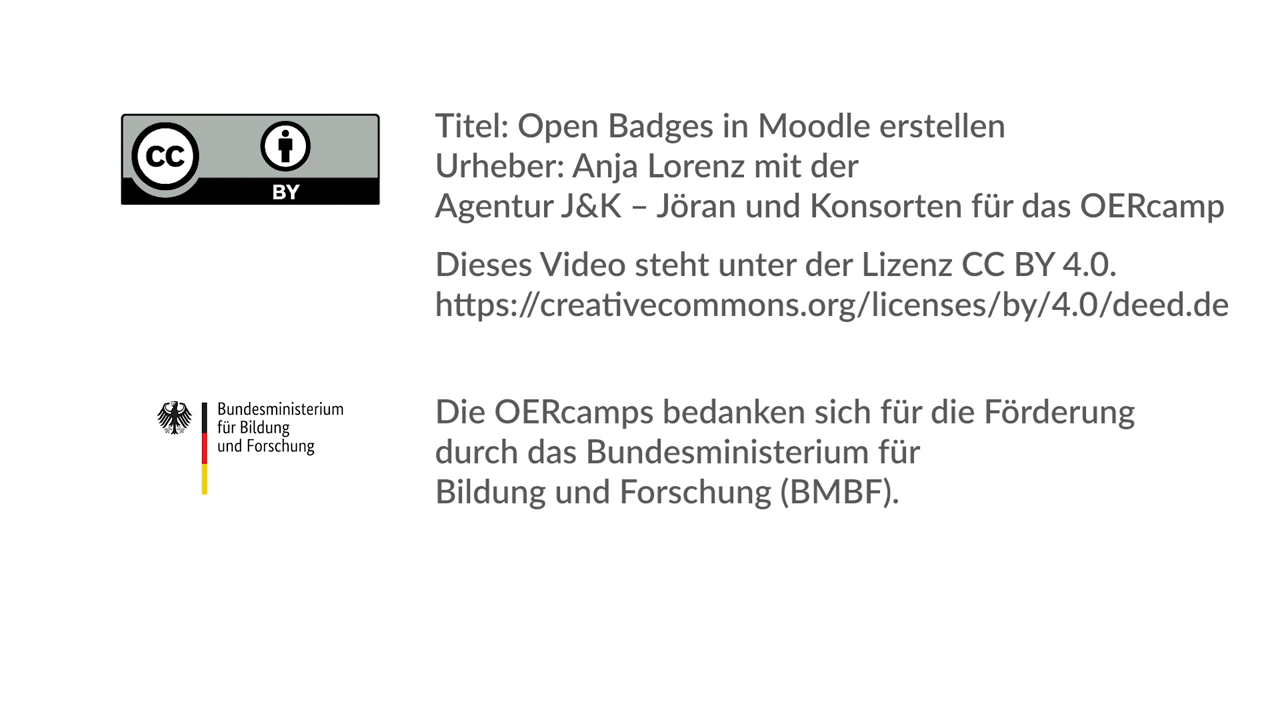 CC
BY
Titel: Open Badges in Moodle erstellen
Urheber: Anja Lorenz mit der
Agentur J&K – Jöran und Konsorten für das OERcamp
Dieses Video steht unter der Lizenz CC BY 4.0.
https://creativecommons.org/licenses/by/4.0/deed.de
Bundesministerium
für Bildung
und Forschung
Die OERcamps bedanken sich für die Förderung
durch das Bundesministerium für
Bildung und Forschung (BMBF).